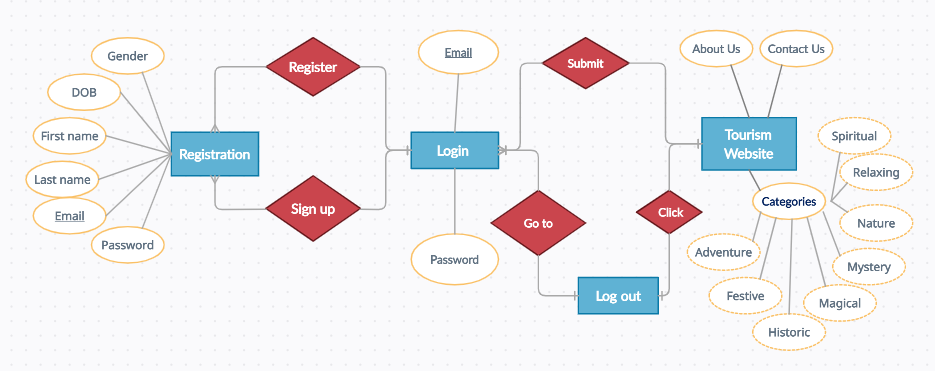 Gender
DOB
First name
Last name
Email
Password
Registration
Register
Sign up
Email
Login
Password
Submit
Go to
Click
Log out
About Us
Contact Us
Tourism
Website
Categories
Spiritual
Relaxing
Nature
Mystery
Magical
Historic
Festive
Adventure